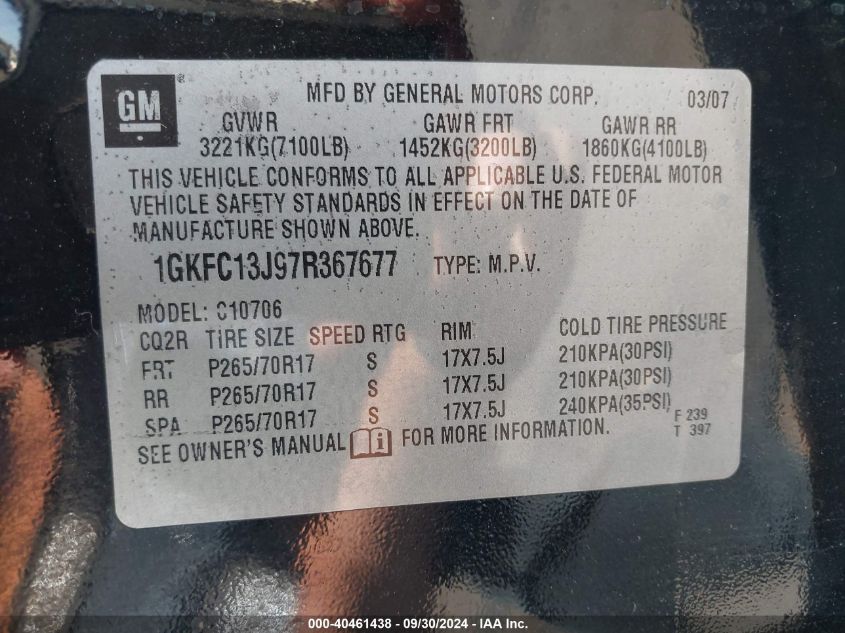 GM
MFD BY GENERAL MOTORS CORP. 03/07
GVWR GAWR FRT GAWR RR
3221KG(7100LB) 1452KG(3200LB) 1860KG(4100LB)
THIS VEHICLE CONFORMS TO ALL APPLICABLE U.S. FEDERAL MOTOR
VEHICLE SAFETY STANDARDS IN EFFECT ON THE DATE OF
MANUFACTURE SHOWN ABOVE.
1GKFC13J97R367677 TYPE: M.P.V.
MODEL: C10706
CQ2R TIRE SIZE SPEED RTG RIM COLD TIRE PRESSURE
FRT P265/70R17 S 17X7.5J 210KPA(30PSI)
RR P265/70R17 S 17X7.5J 210KPA(30PSI)
SPA P265/70R17 S 17X7.5J 240KPA(35PSI)
F 239
SEE OWNER'S MANUAL i FOR MORE INFORMATION. T 397
000-40461438 - 09/30/2024 - IAAI Inc.